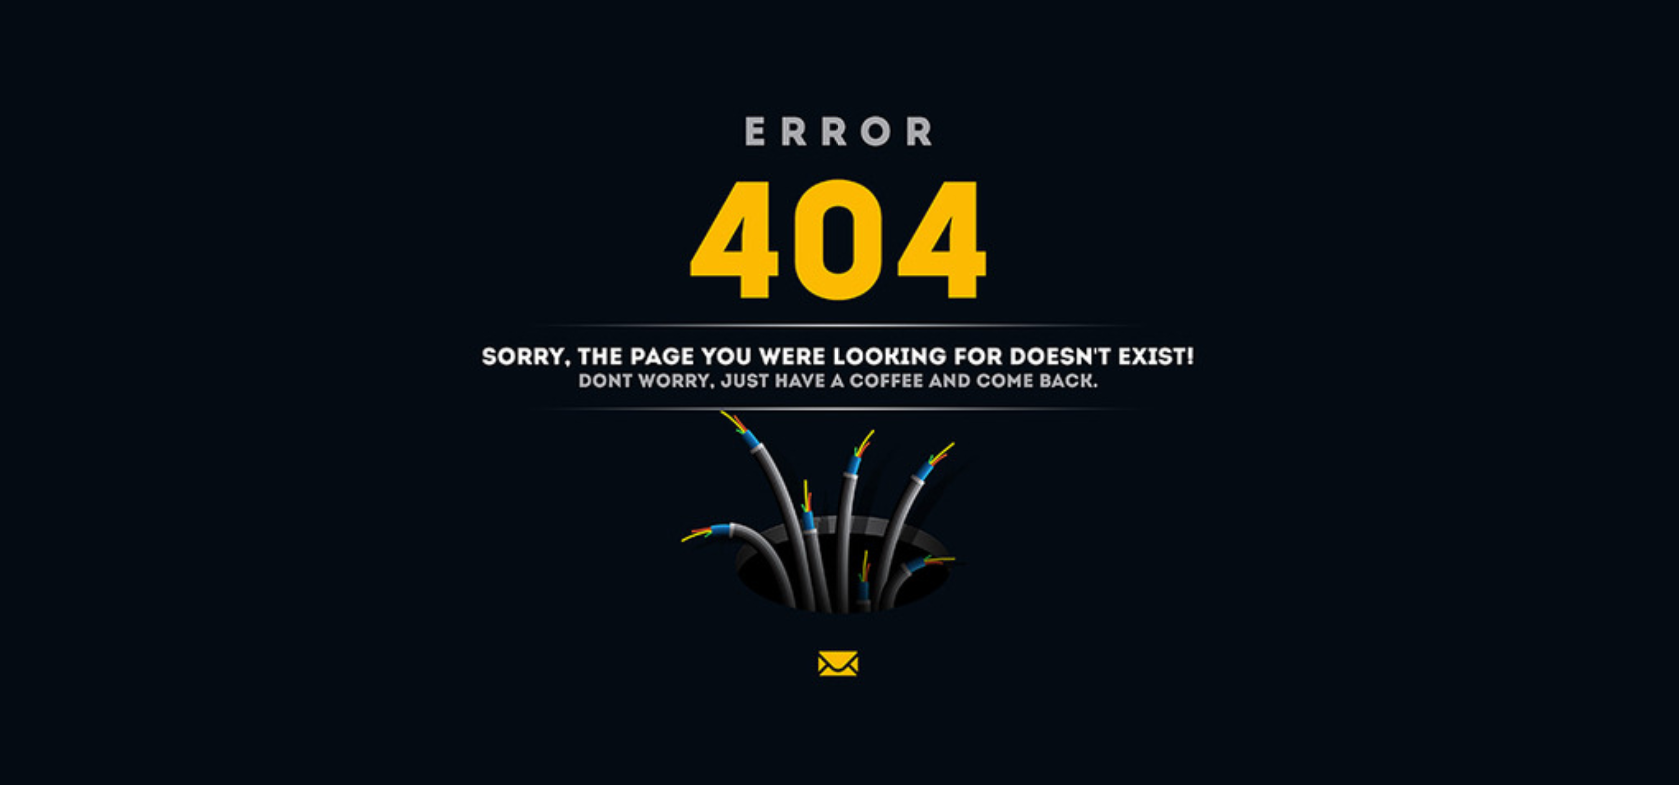 ERROR
404
SORRY, THE PAGE YOU WERE LOOKING FOR DOESN'T EXIST!
DONT WORRY, JUST HAVE A COFFEE AND COME BACK.